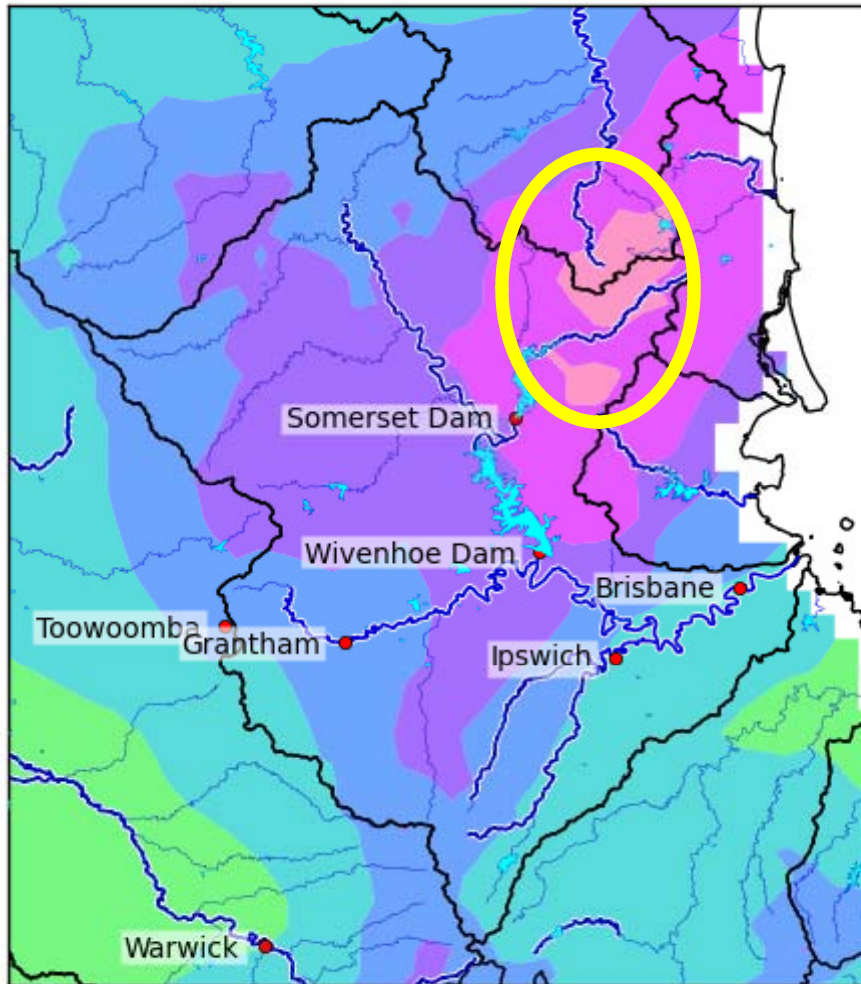 Somerset Dam
Wivenhoe Dam
Brisbane
Toowoomba
Grantham
Ipswich
Warwick